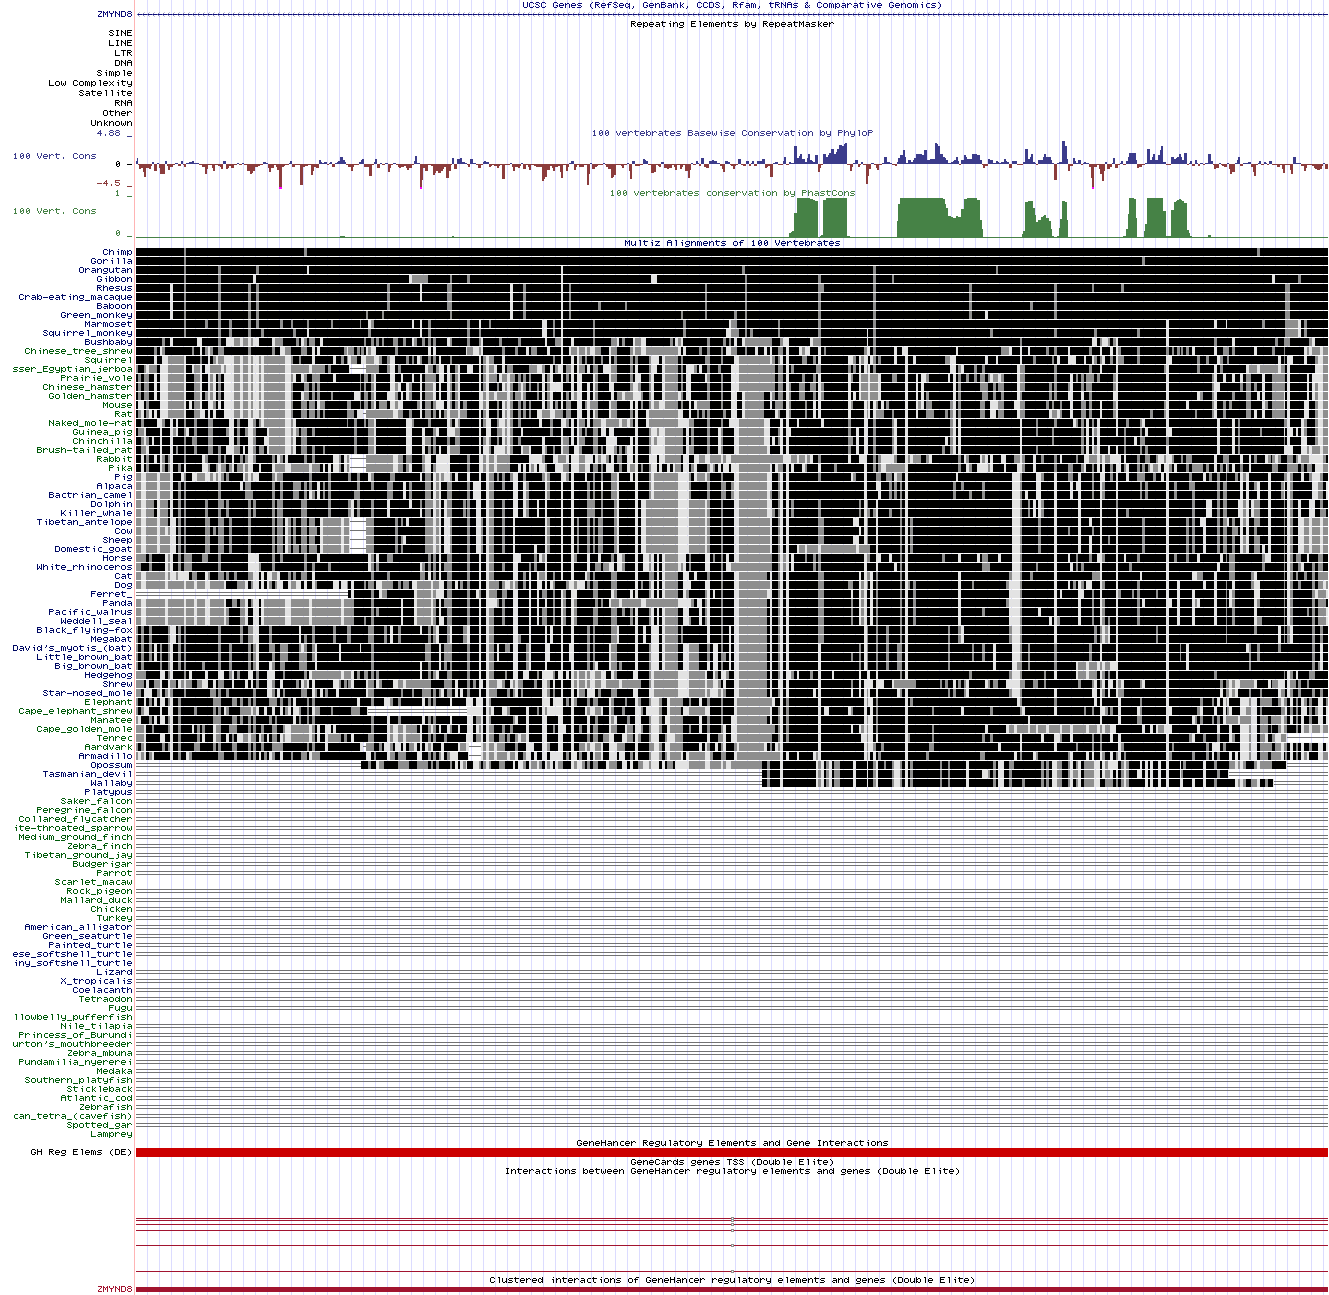 UCSC Genes (RefSeq, GenBank, CCDS, Rfam, tRNAs & Comparative Genomics)
ZMYND8
Repeating Elements by RepeatMasker
SINE
LINE
LTR
DNA
Simple
Low Complexity
Satellite
RNA
Other
Unknown
4.88 _
100 vertebrates Basewise Conservation by PhyloP
100 Vert. Cons
0 _
-4.5 _
100 vertebrates conservation by PhastCons
1 _
100 Vert. Cons
0 _
Multiz Alignments of 100 Vertebrates
Chimp
Gorilla
Orangutan
Gibbon
Rhesus
Crab-eating_macaque
Baboon
Green_monkey
Marmoset
Squirrel_monkey
Bushbaby
Chinese_tree_shrew
Squirrel
sser_Egyptian_jerboa
Prairie_vole
Chinese_hamster
Golden_hamster
Mouse
Rat
Naked_mole-rat
Guinea_pig
Chinchilla
Brush-tailed_rat
Rabbit
Pika
Pig
Alpaca
Bactrian_camel
Dolphin
Killer_whale
Tibetan_antelope
Cow
Sheep
Domestic_goat
Horse
White_rhinoceros
Cat
Dog
Ferret_
Panda
Pacific_walrus
Weddell_seal
Black_flying-fox
Megabat
David's_myotis_(bat)
Little_brown_bat
Big_brown_bat
Hedgehog
Shrew
Star-nosed_mole
Elephant
Cape_elephant_shrew
Manatee
Cape_golden_mole
Tenrec
Aardvark
Armadillo
Opossum
Tasmanian_devil
Wallaby
Platypus
Saker_falcon
Peregrine_falcon
Collared_flycatcher
ite-throated_sparrow
Medium_ground_finch
Zebra_finch
Tibetan_ground_jay
Budgerigar
Parrot
Scarlet_macaw
Rock_pigeon
Mallard_duck
Chicken
Turkey
American_alligator
Green_seaturtle
Painted_turtle
ese_softshell_turtle
iny_softshell_turtle
Lizard
X_tropicalis
Coelacanth
Tetraodon
Fugu
llowbelly_pufferfish
Nile_tilapia
Princess_of_Burundi
urton's_mouthbreeder
Zebra_mbuna
Pundamilia_nyererei
Medaka
Southern_platyfish
Stickleback
Atlantic_cod
Zebrafish
can_tetra_(cavefish)
Spotted_gar
Lamprey
GeneHancer Regulatory Elements and Gene Interactions
GH Reg Elems (DE)
GeneCards genes TSS (Double Elite)
Interactions between GeneHancer regulatory elements and genes (Double Elite)
Clustered interactions of GeneHancer regulatory elements and genes (Double Elite)
ZMYND8